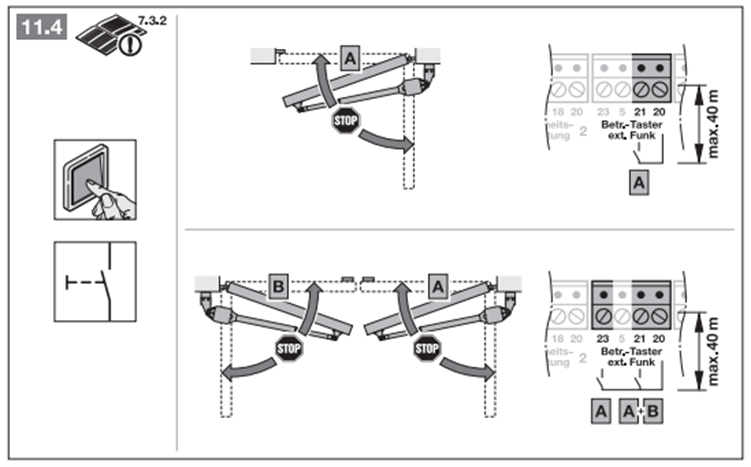 11.4
7.3.2
A
STOP
18 20 23 5 21 20
eits- Betr.-Taster
tung 2 ext. Funk
max. 40 m
A
B A
STOP STOP
18 20 23 5 21 20
eits- Betr.-Taster
tung 2 ext. Funk
max. 40 m
A A+B